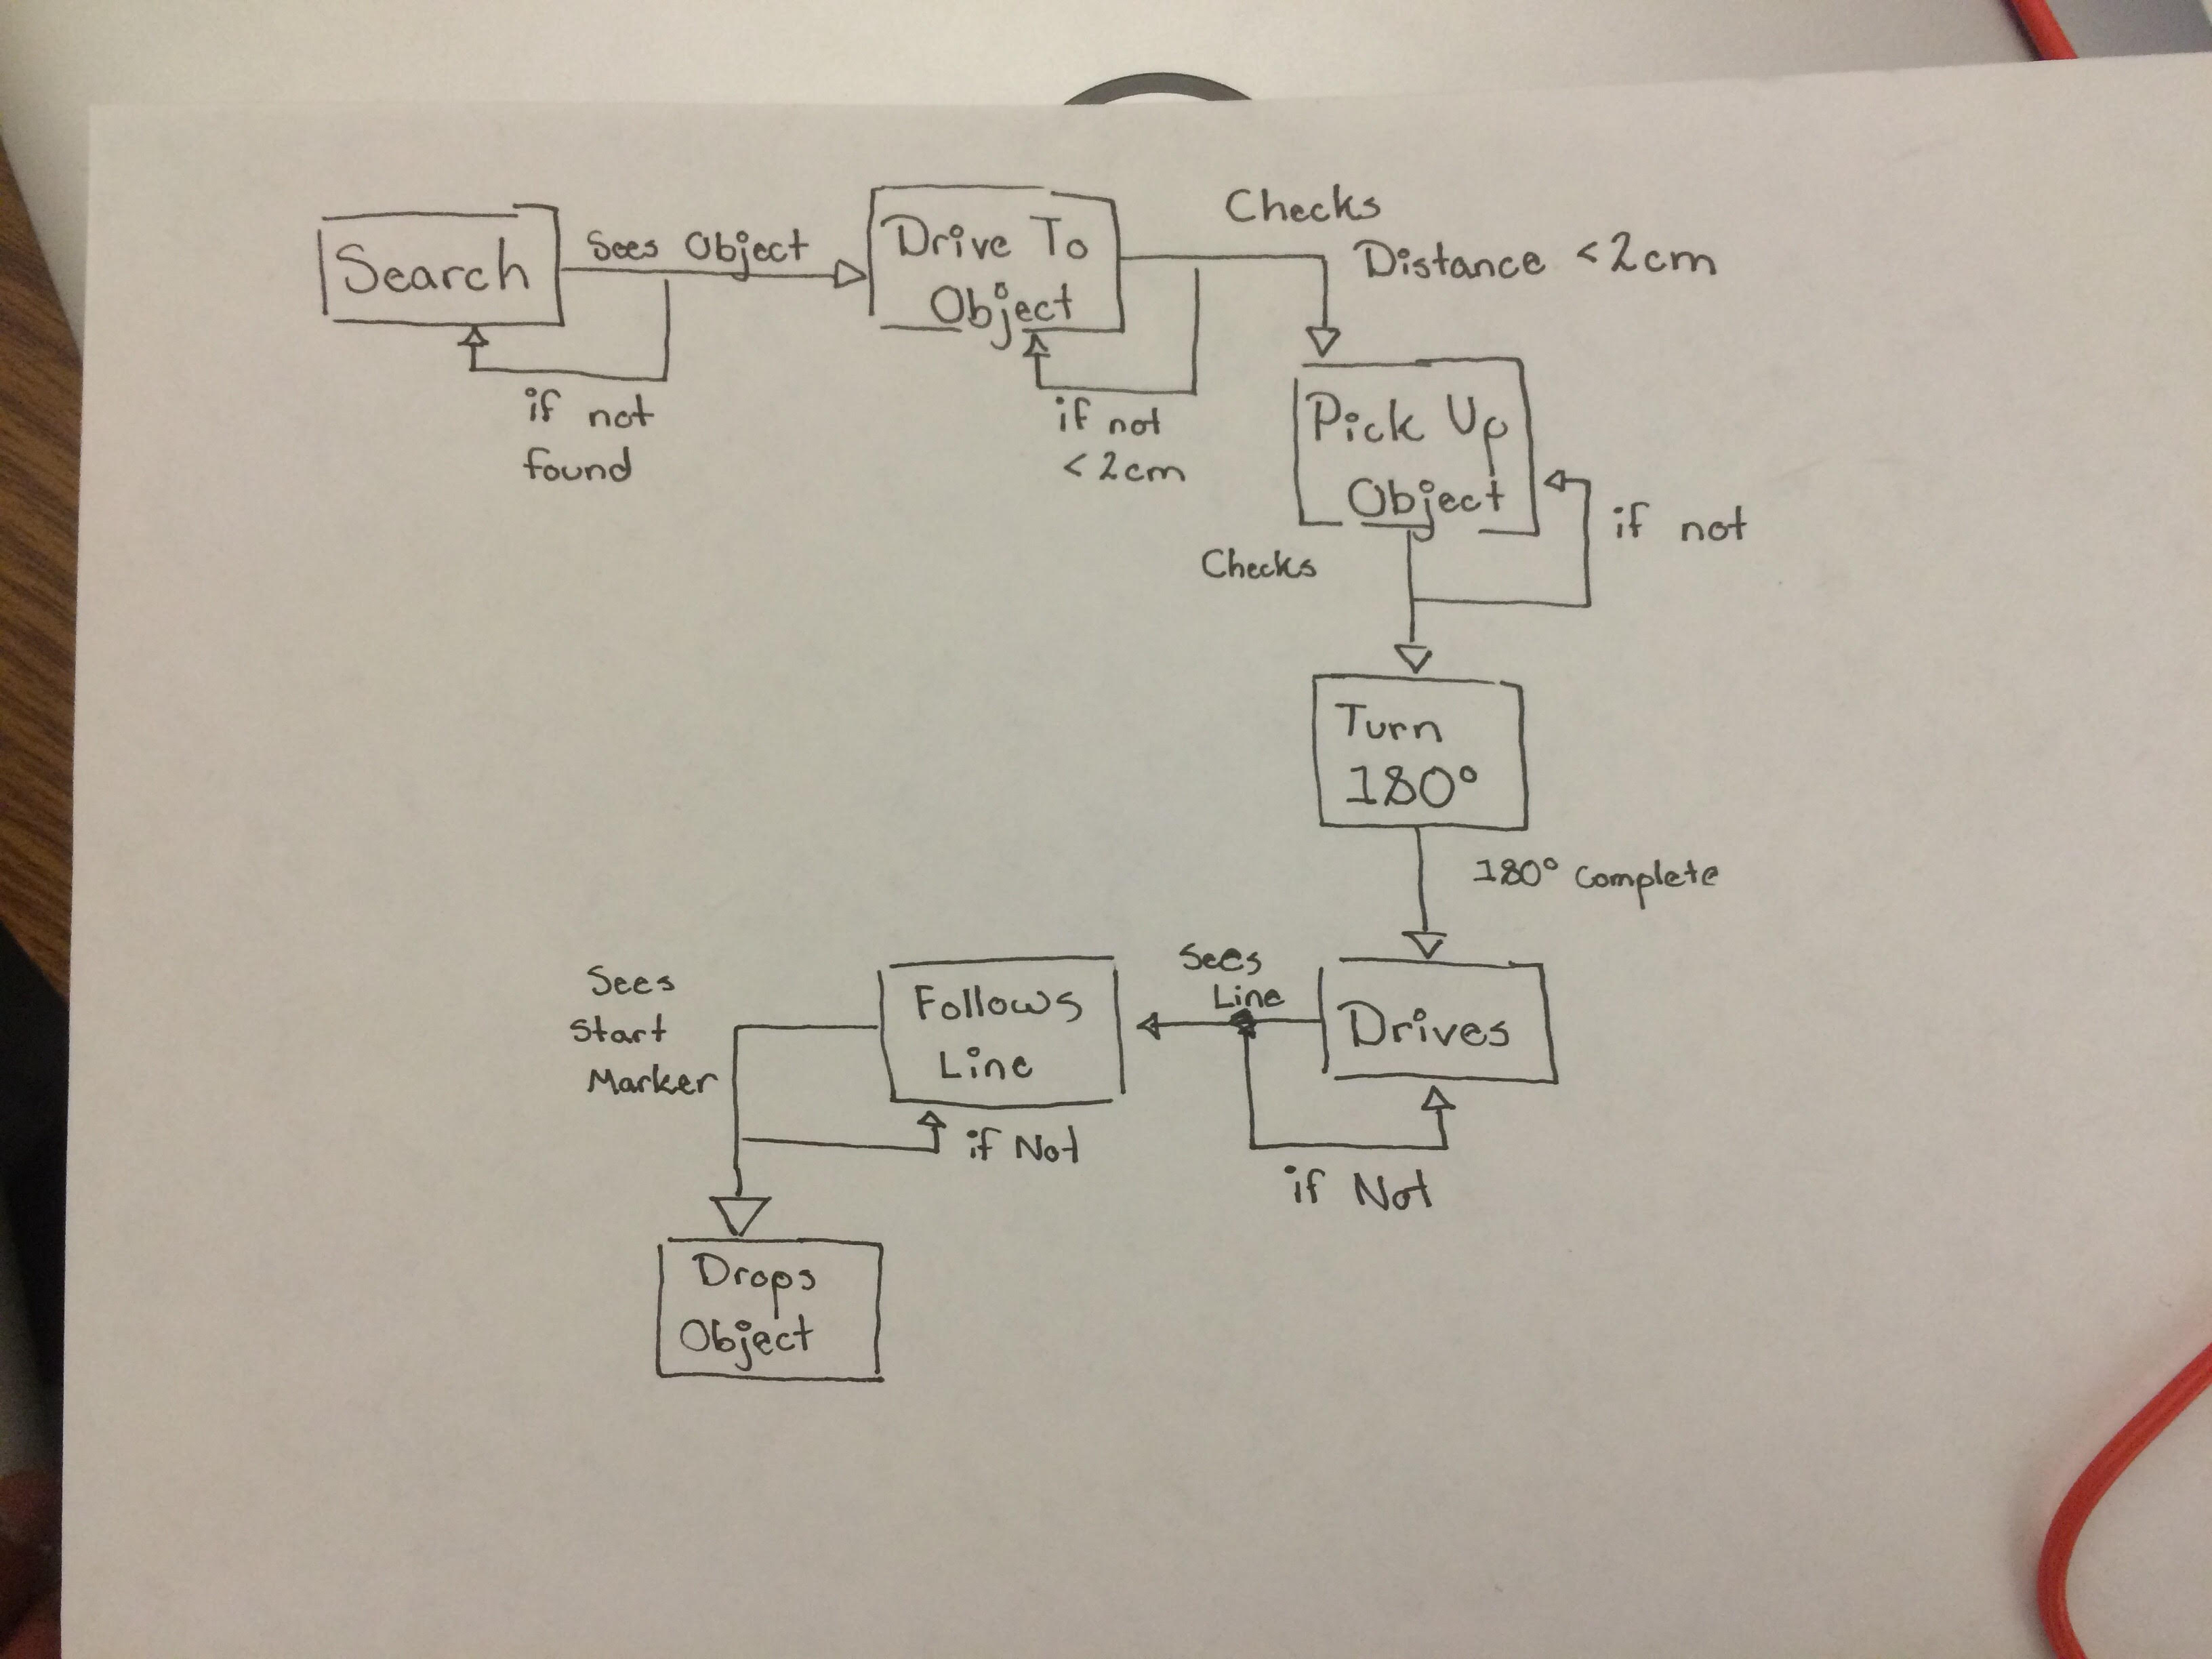 Search
Sees Object
if not
found
Drive To
Object
if not
< 2cm
Checks
Distance < 2cm
Pick Up
Object
if not
Checks
Turn
180°
180° Complete
Drives
Sees
Line
if Not
Follows
Line
if Not
Sees
Start
Marker
Drops
Object